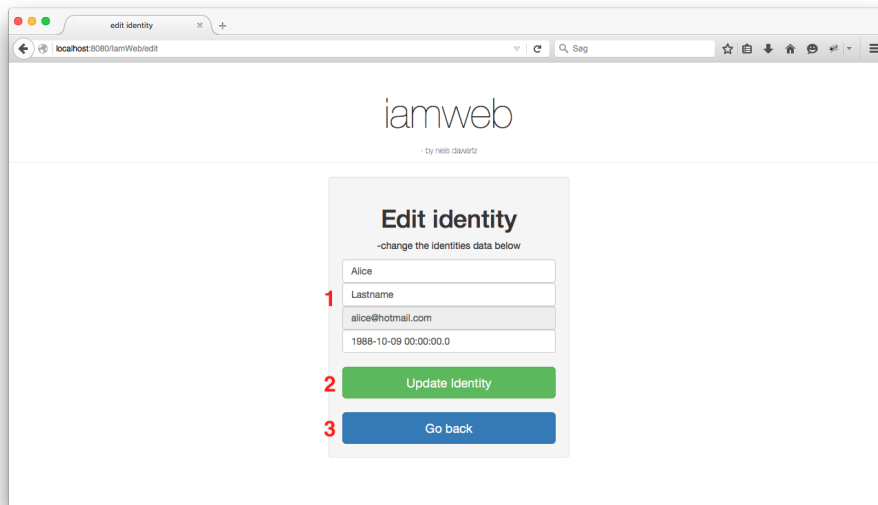 edit identity
localhost:8080/IamWeb/edit
Søg
iamweb
- by niels dawartz
Edit identity
-change the identities data below
Alice
1
Lastname
alice@hotmail.com
1988-10-09 00:00:00.0
2 Update Identity
3 Go back